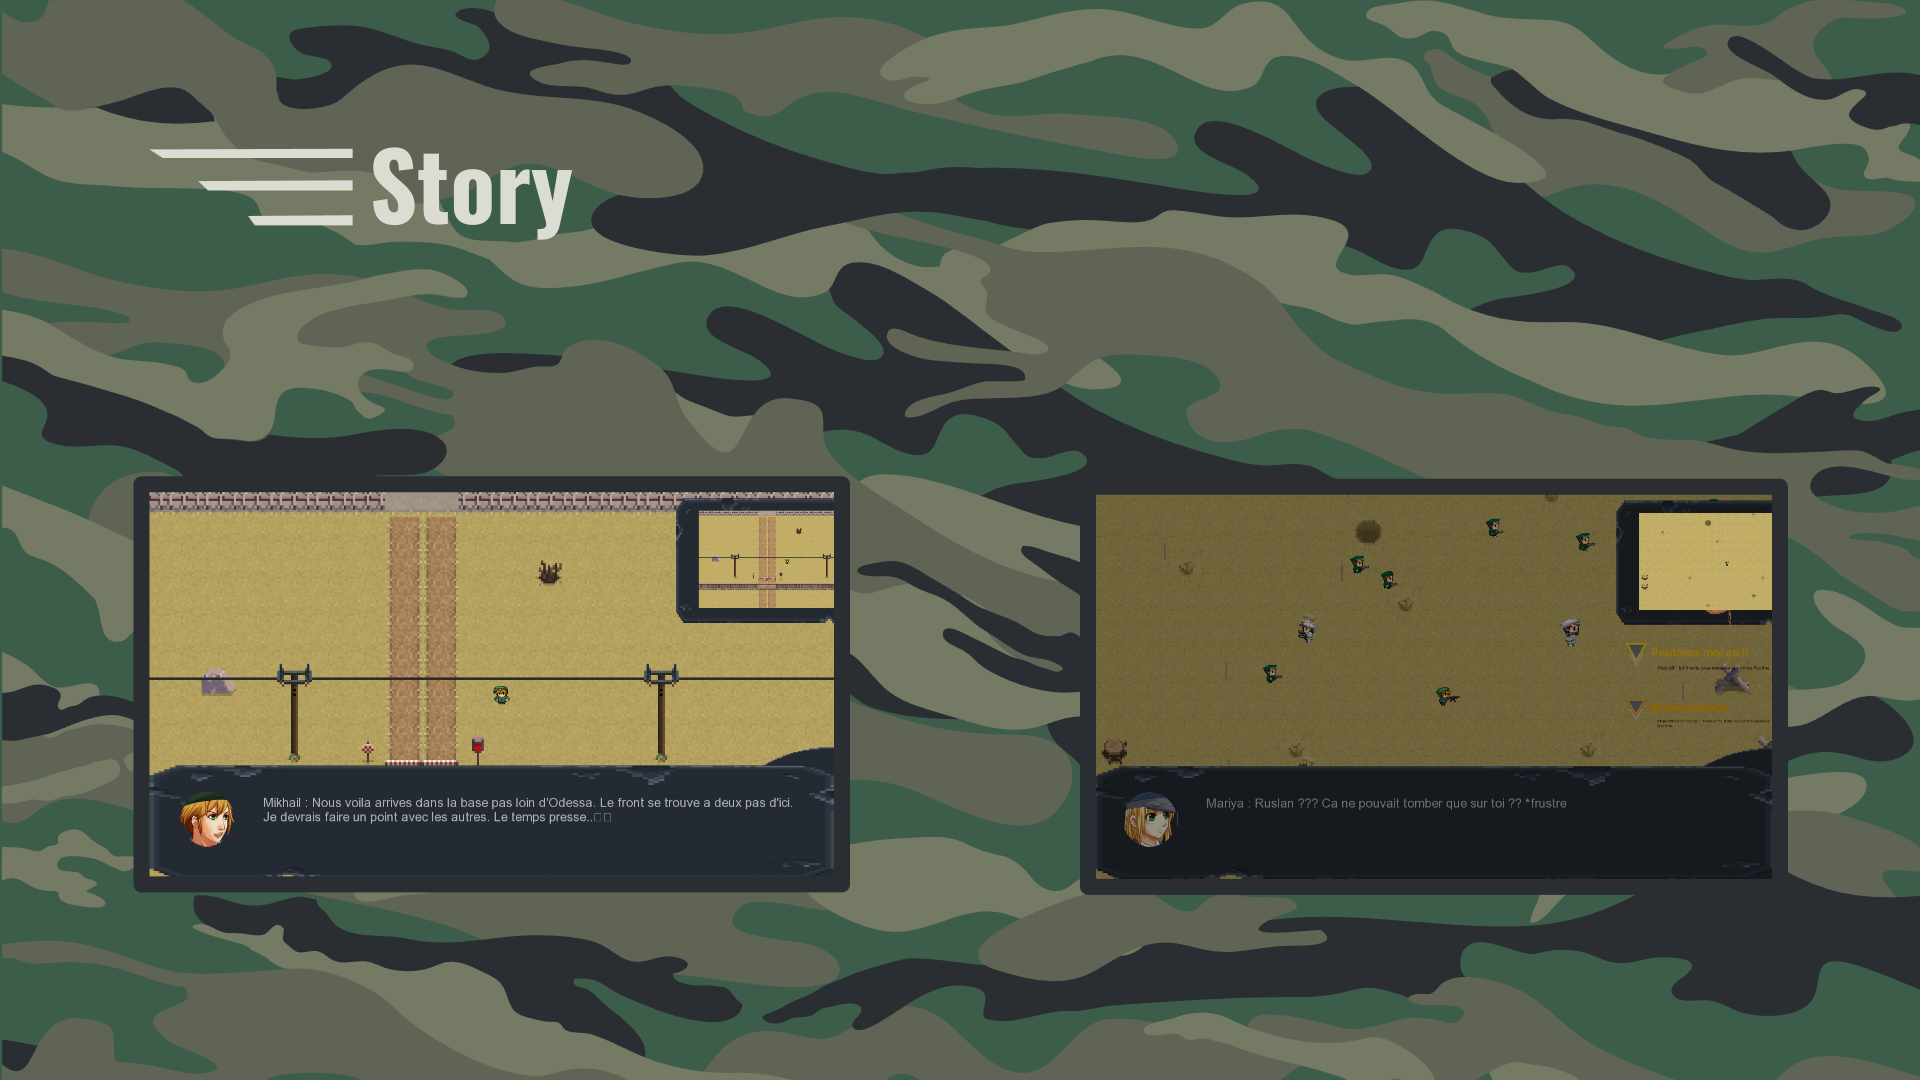 Story
Mikhail : Nous voila arrives dans la base pas loin d'Odessa. Le front se trouve a deux pas d'ici.
Je devrais faire un point avec les autres. Le temps presse..□□
Mariya : Ruslan ??? Ca ne pouvait tomber que sur toi ?? *frustre